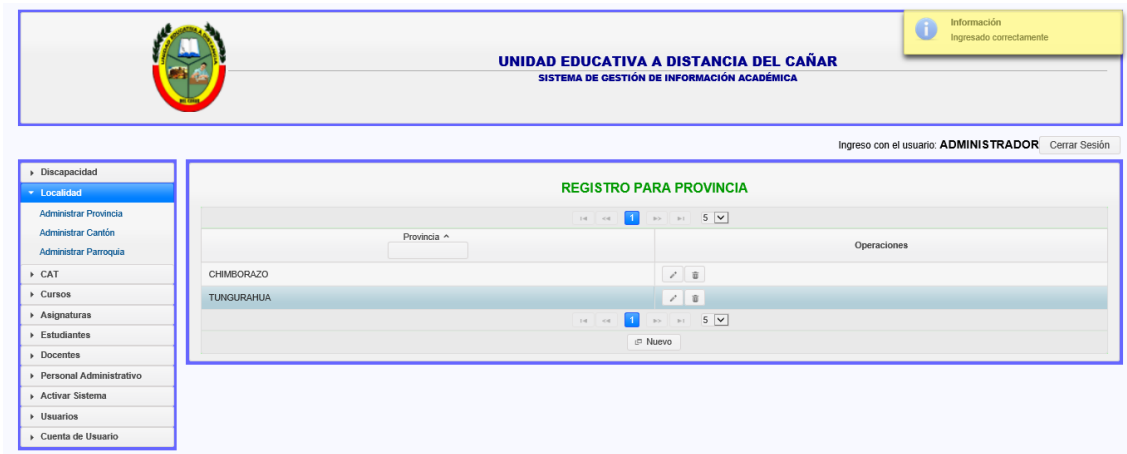 Información
Ingresado correctamente
UNIDAD EDUCATIVA A DISTANCIA DEL CAÑAR
SISTEMA DE GESTIÓN DE INFORMACIÓN ACADÉMICA
Ingreso con el usuario: ADMINISTRADOR Cerrar Sesión
Discapacidad
Localidad
Administrar Provincia
Administrar Cantón
Administrar Parroquia
CAT
Cursos
Asignaturas
Estudiantes
Docentes
Personal Administrativo
Activar Sistema
Usuarios
Cuenta de Usuario
REGISTRO PARA PROVINCIA
1 5
Provincia Operaciones
CHIMBORAZO
TUNGURAHUA
1 5
Nuevo